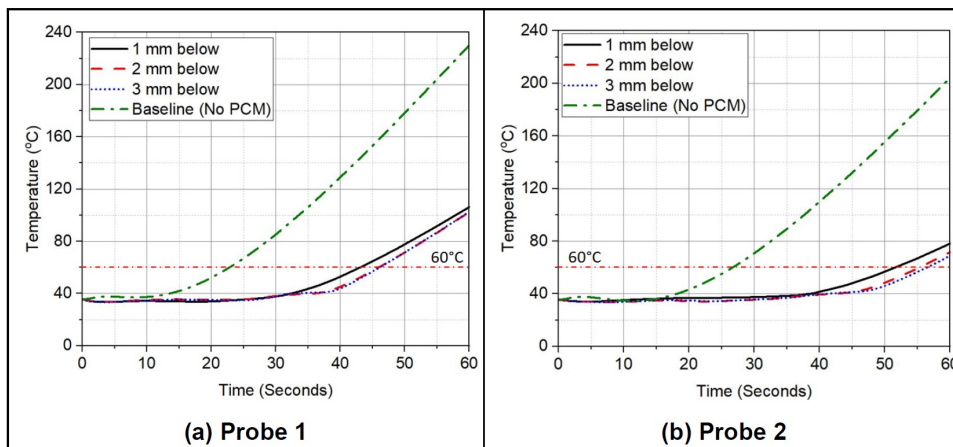 240
200
160
120
80
40
0
Temperature (°C)
1 mm below
2 mm below
3 mm below
Baseline (No PCM)
60°C
0 10 20 30 40 50 60
Time (Seconds)
(a) Probe 1
240
200
160
120
80
40
0
Temperature (°C)
1 mm below
2 mm below
3 mm below
Baseline (No PCM)
60°C
0 10 20 30 40 50 60
Time (Seconds)
(b) Probe 2